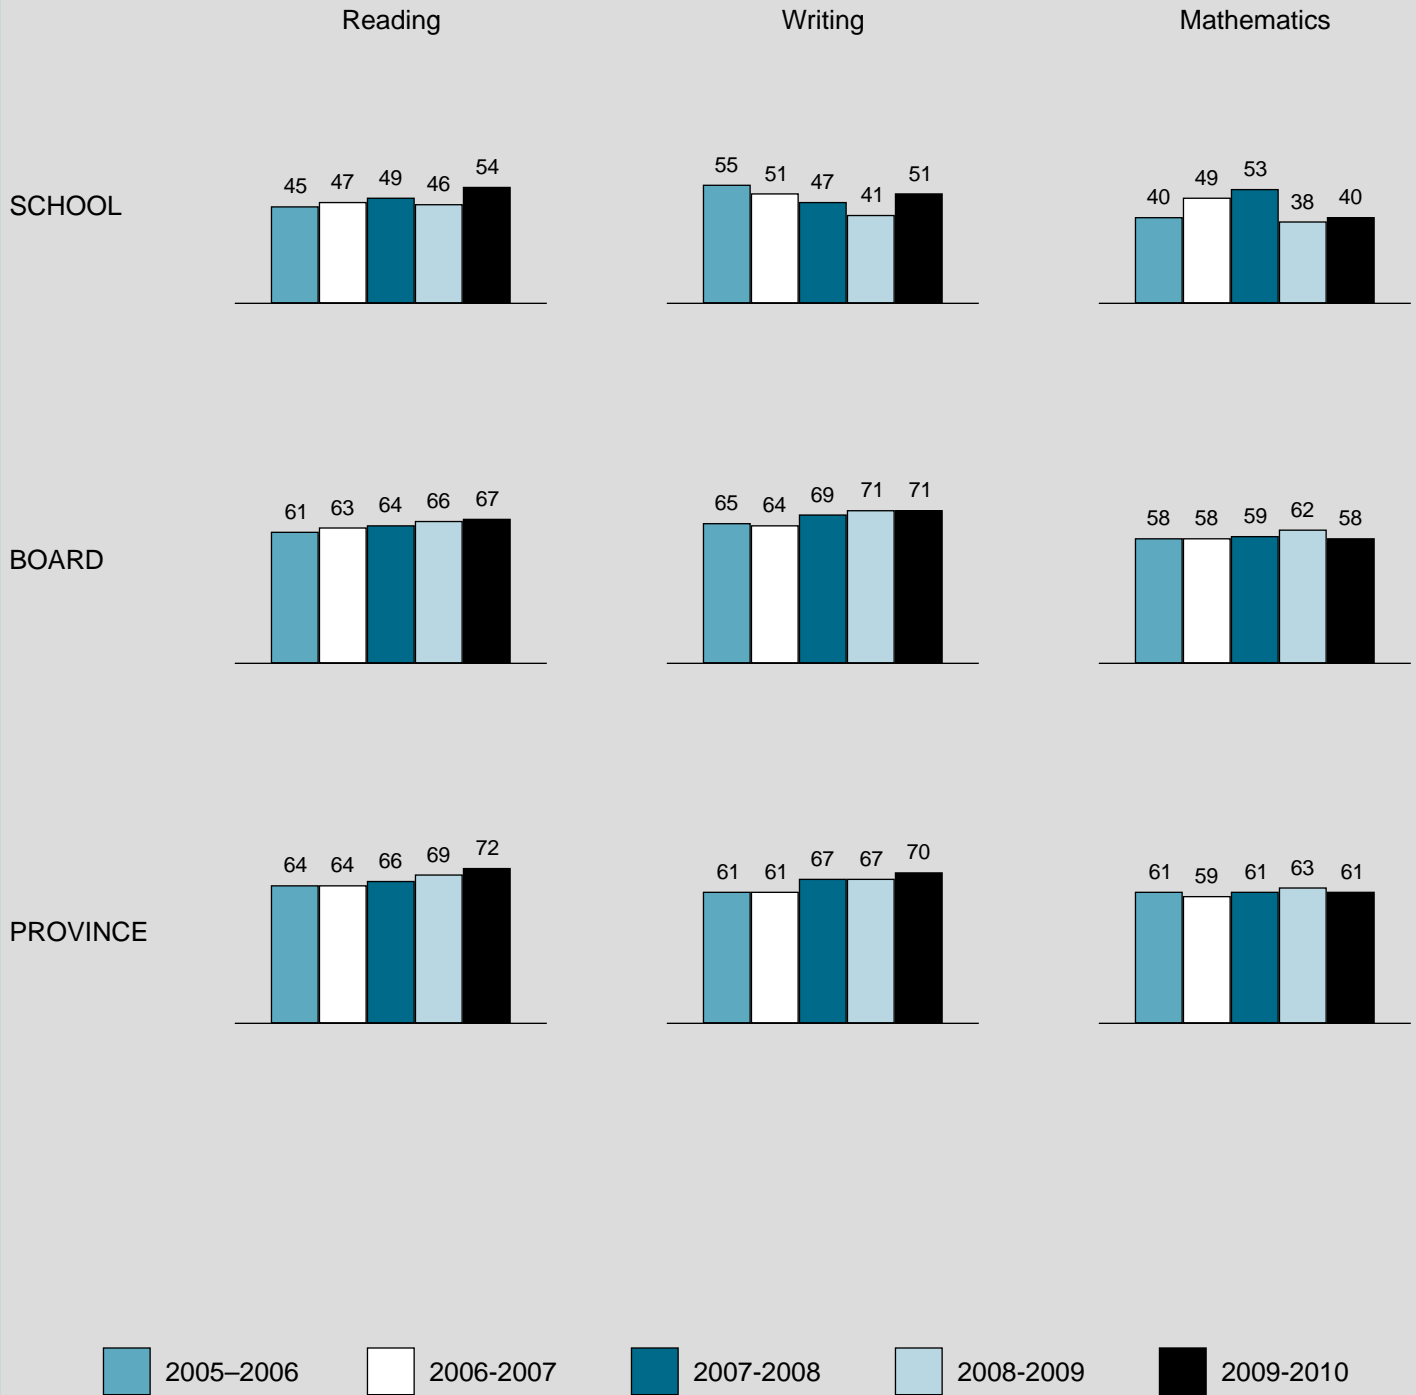 Reading Writing Mathematics
SCHOOL
45 47 49 46 54
55 51 47 41 51
40 49 53 38 40
BOARD
61 63 64 66 67
65 64 69 71 71
58 58 59 62 58
PROVINCE
64 64 66 69 72
61 61 67 67 70
61 59 61 63 61
2005–2006 2006-2007 2007-2008 2008-2009 2009-2010